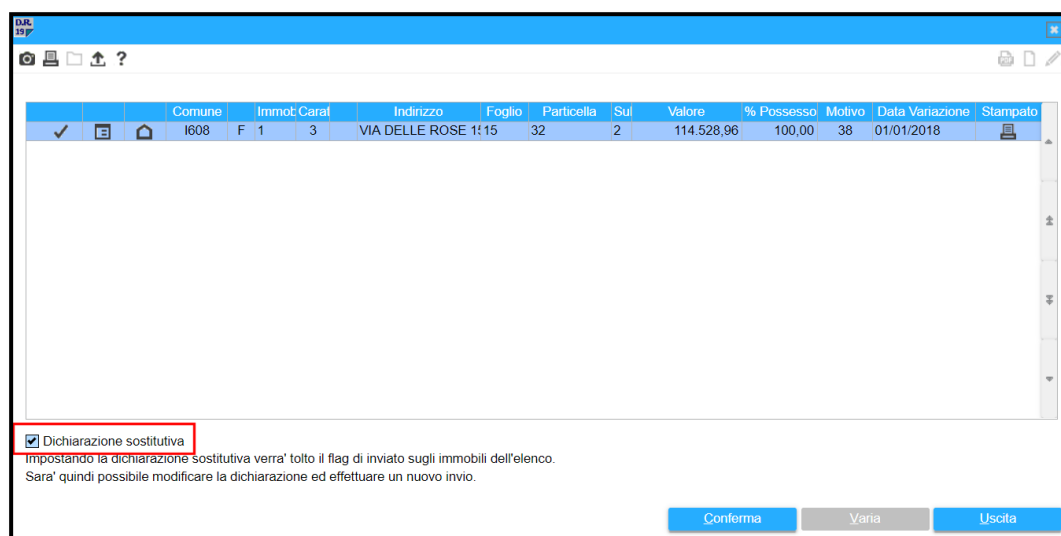 D.R.
19
?
Comune Immob Caraf Indirizzo Foglio Particella Sul Valore % Possesso Motivo Data Variazione Stampato
I608 F 1 3 VIA DELLE ROSE 15 15 32 2 114.528,96 100,00 38 01/01/2018
Dichiarazione sostitutiva
Impostando la dichiarazione sostitutiva verra' tolto il flag di inviato sugli immobili dell'elenco.
Sara' quindi possibile modificare la dichiarazione ed effettuare un nuovo invio.
Conferma Varia Uscita